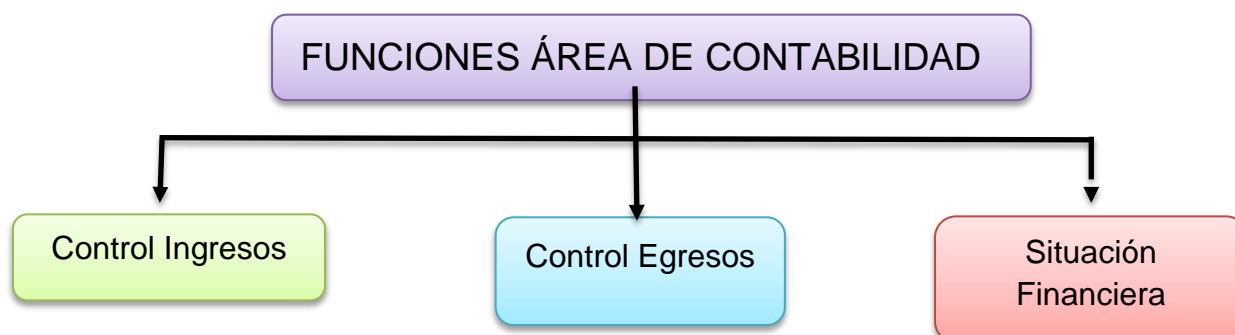 FUNCIONES ÁREA DE CONTABILIDAD
Control Ingresos
Control Egresos
Situación
Financiera